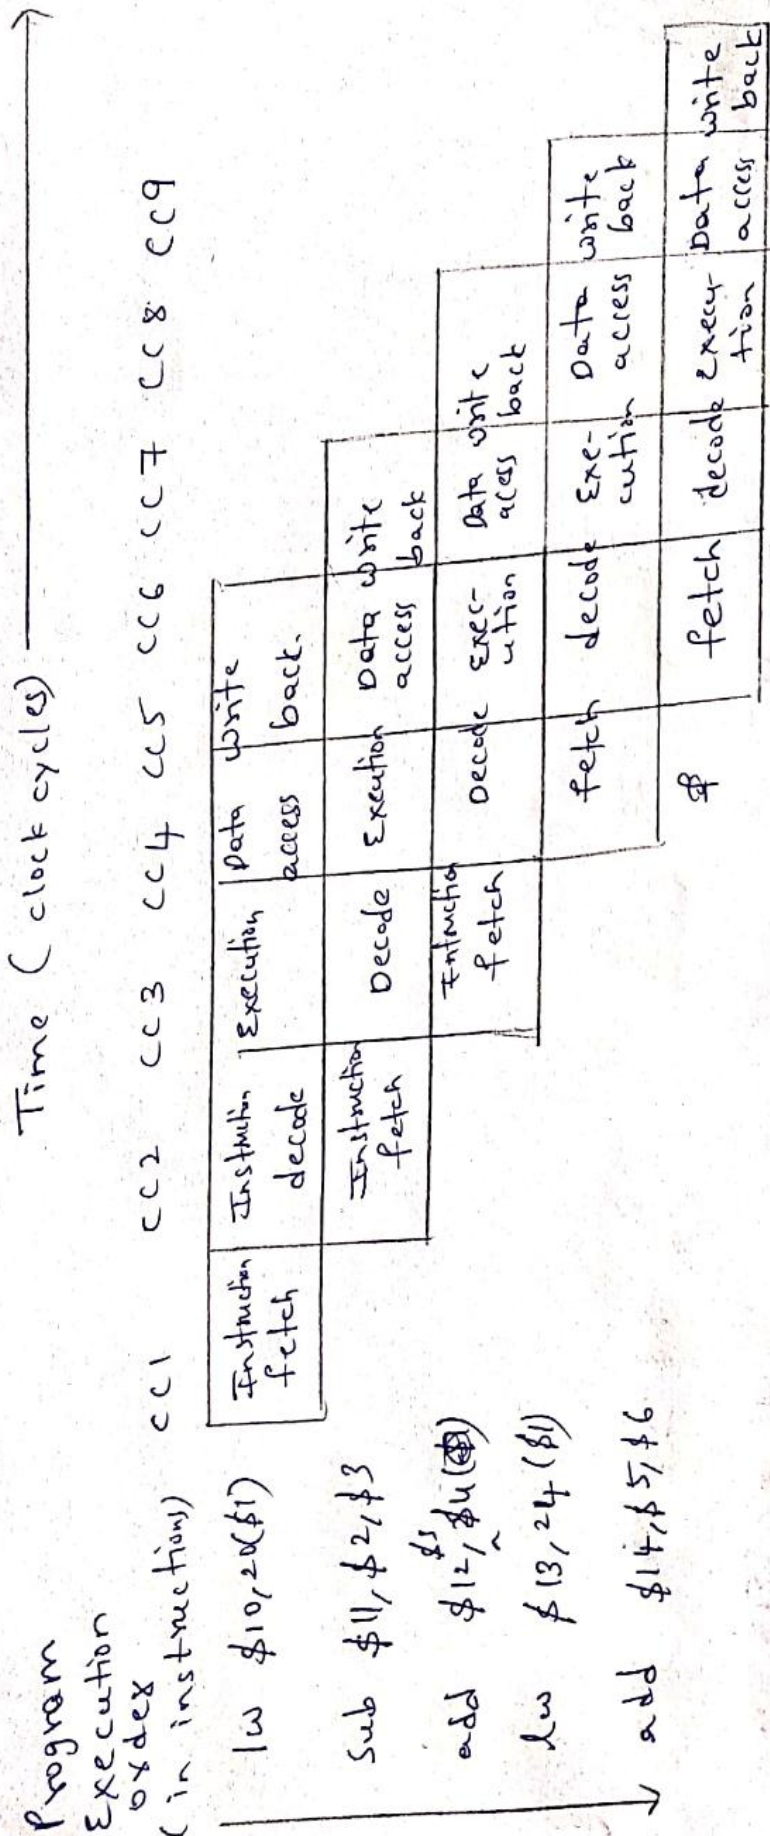 Time (clock cycles)
Program
Execution
order
(in instructions)
CC1 CC2 CC3 CC4 CC5 CC6 CC7 CC8 CC9
lw $10,20($1)
Instruction fetch
Instruction decode
Execution
Data access
Write back.
Sub $11,$2,$3
Instruction fetch
Decode
Execution
Data access
Write back
add $12, $4
$3
Intruction fetch
Decode
Exec-
ution
Data acess
Write back
lw $13,24($1)
fetch
decode
Exe-
cution
Data access
Write back
add $14,$5,$6
$
fetch
decode
Execu-
tion
Data access
Write back